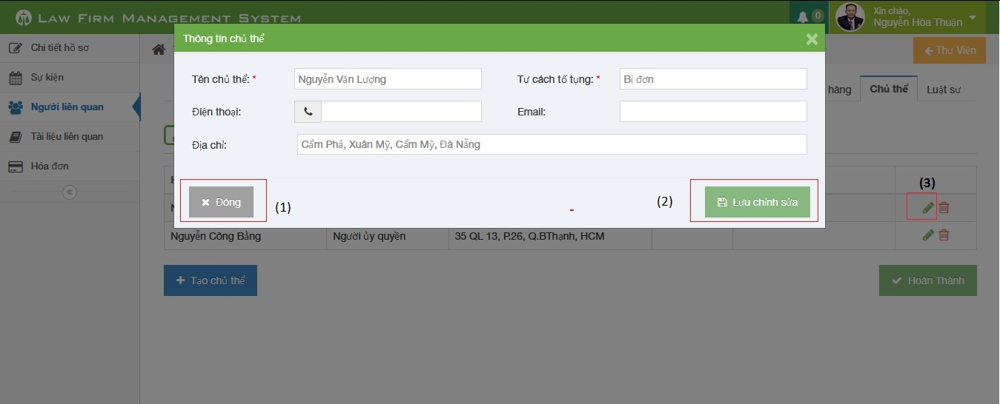 LAW FIRM MANAGEMENT SYSTEM
0
Xin chào,
Nguyễn Hòa Thuận
Chi tiết hồ sơ
Sự kiện
Người liên quan
Tài liệu liên quan
Hóa đơn
Thư Viện
hàng
Chủ thể
Luật sư
Thông tin chủ thể
Tên chủ thể: *
Nguyễn Văn Lượng
Tư cách tố tụng: *
Bị đơn
Điện thoại:
Email:
Địa chỉ:
Cẩm Phả, Xuân Mỹ, Cẩm Mỹ, Đà Nẵng
Đóng
(1)
-
(2)
Lưu chỉnh sửa
(3)
Nguyễn Công Bằng
Người ủy quyền
35 QL 13, P.26, Q.BThạnh, HCM
Tạo chủ thể
Hoàn Thành